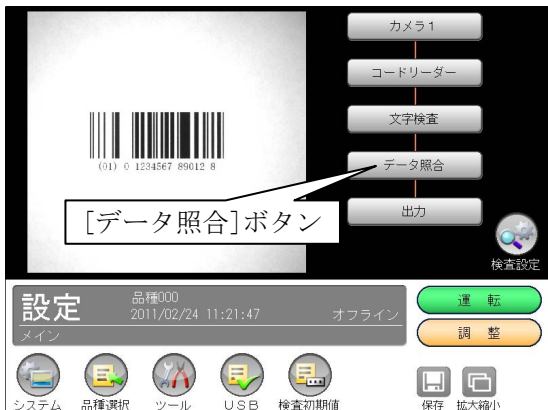 カメラ1
コードリーダー
文字検査
データ照合
出力
(01) 0 1234567 89012 8
[データ照合]ボタン
検査設定
設定
品種000
2011/02/24 11:21:47
オフライン
メイン
運 転
調 整
システム
品種選択
ツール
USB
検査初期値
保存
拡大縮小